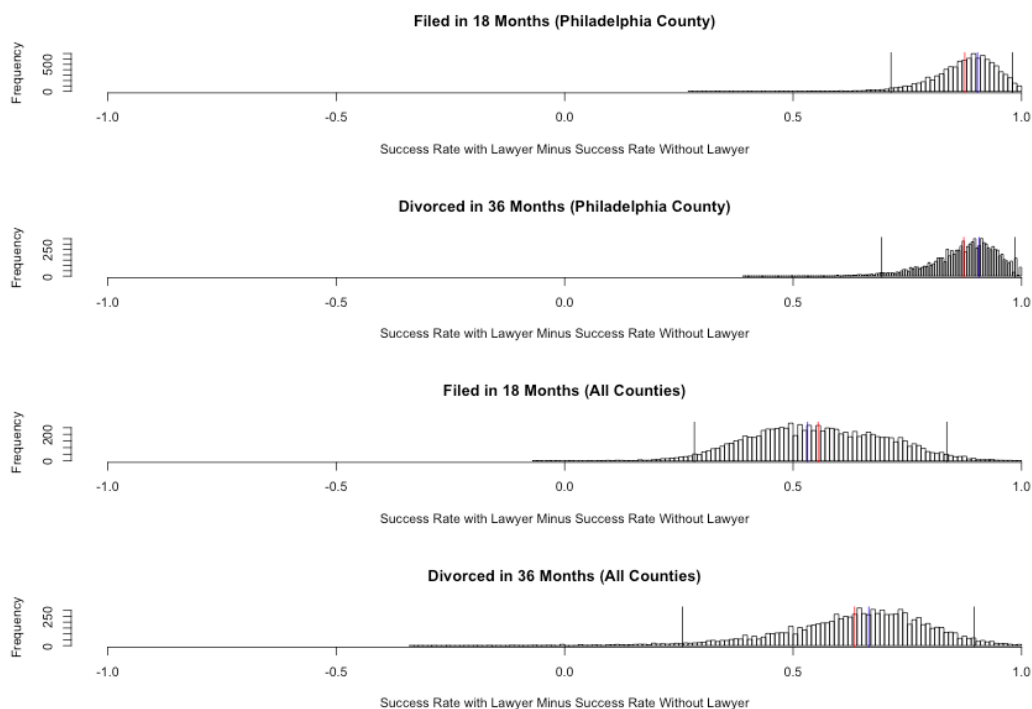 Filed in 18 Months (Philadelphia County)
Frequency
500
0
-1.0 -0.5 0.0 0.5 1.0
Success Rate with Lawyer Minus Success Rate Without Lawyer
Divorced in 36 Months (Philadelphia County)
Frequency
250
0
-1.0 -0.5 0.0 0.5 1.0
Success Rate with Lawyer Minus Success Rate Without Lawyer
Filed in 18 Months (All Counties)
Frequency
200
0
-1.0 -0.5 0.0 0.5 1.0
Success Rate with Lawyer Minus Success Rate Without Lawyer
Divorced in 36 Months (All Counties)
Frequency
250
0
-1.0 -0.5 0.0 0.5 1.0
Success Rate with Lawyer Minus Success Rate Without Lawyer